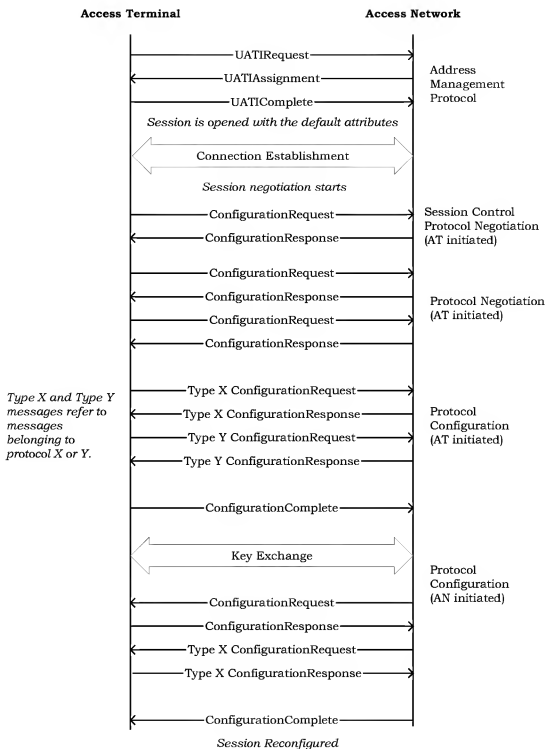 Access Terminal
Access Network
UATIRequest
UATIAssignment
UATIComplete
Address
Management
Protocol
Session is opened with the default attributes
Connection Establishment
Session negotiation starts
ConfigurationRequest
ConfigurationResponse
Session Control
Protocol Negotiation
(AT initiated)
ConfigurationRequest
ConfigurationResponse
ConfigurationRequest
ConfigurationResponse
Protocol Negotiation
(AT initiated)
Type X and Type Y
messages refer to
messages
belonging to
protocol X or Y.
Type X ConfigurationRequest
Type X ConfigurationResponse
Type Y ConfigurationRequest
Type Y ConfigurationResponse
Protocol
Configuration
(AT initiated)
ConfigurationComplete
Key Exchange
Protocol
Configuration
(AN initiated)
ConfigurationRequest
ConfigurationResponse
Type X ConfigurationRequest
Type X ConfigurationResponse
ConfigurationComplete
Session Reconfigured